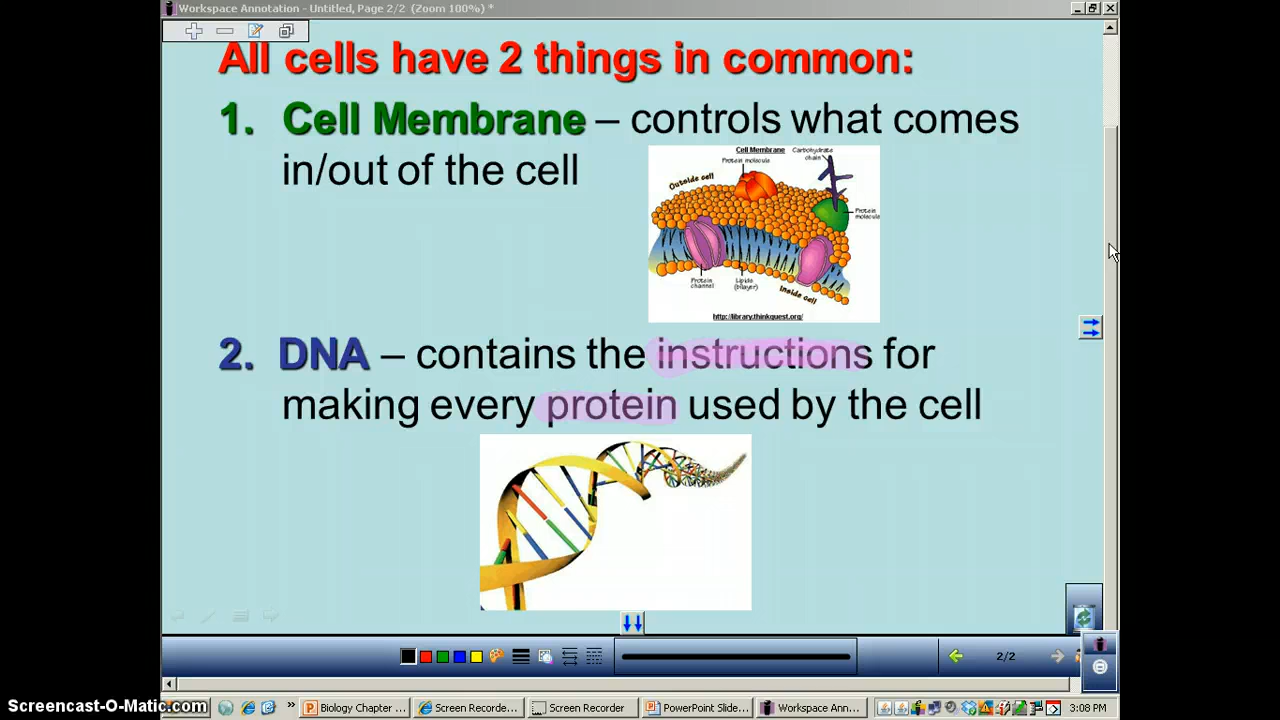 Workspace Annotation - Untitled, Page 2/2 (Zoom 100%) *
All cells have 2 things in common:
1. Cell Membrane – controls what comes
in/out of the cell
Cell Membrane
Carbohydrate
chain
Protein molecule
Outside cell
Protein
molecule
Protein
channel
Lipids
(bilayer)
Inside cell
http://library.thinkquest.org/
2. DNA – contains the instructions for
making every protein used by the cell
2/2
Screencast-O-Matic.com
»
Biology Chapter ...
Screen Recorde...
Screen Recorder
PowerPoint Slide...
Workspace Ann...
3:08 PM